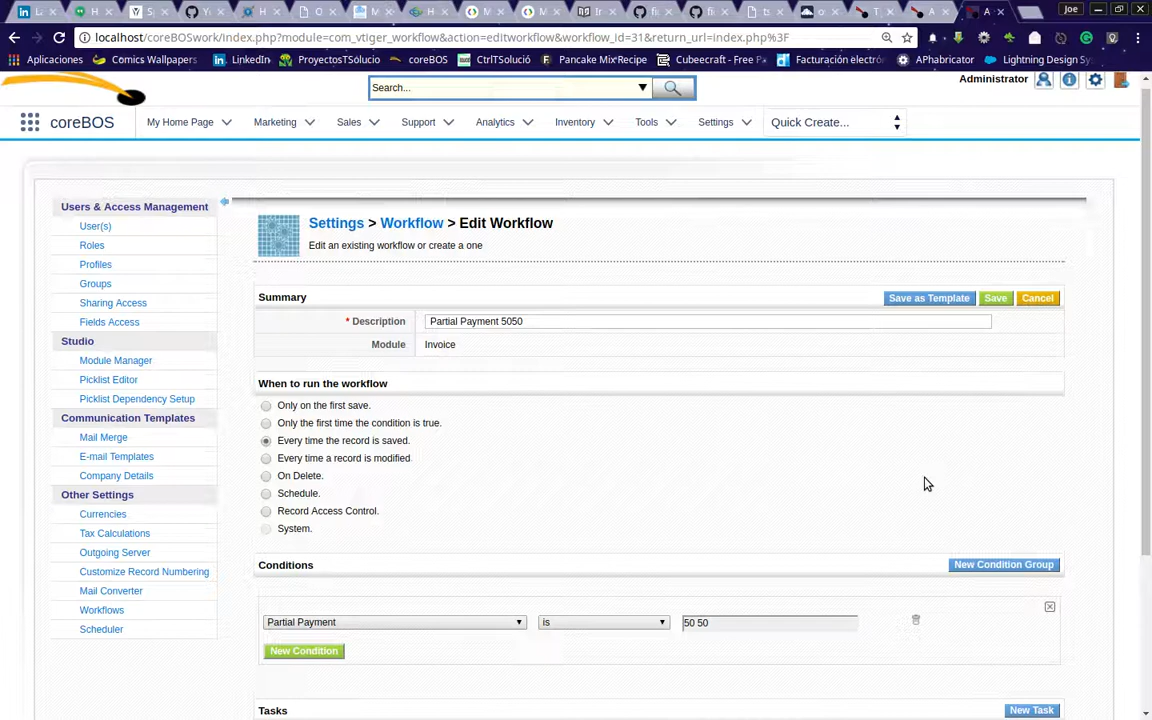 Joe
localhost/coreBOSwork/index.php?module=com_vtiger_workflow&action=editworkflow&workflow_id=31&return_url=index.php%3F
Aplicaciones
Comics Wallpapers
LinkedIn
ProyectosTSolucio
coreBOS
CtrlTSolució
Pancake Mix Recipe
Cubeecraft - Free Pa
Factura­ción electró
APhabricator
Lightning Design Sy
Administrator
Search...
coreBOS
My Home Page
Marketing
Sales
Support
Analytics
Inventory
Tools
Settings
Quick Create...
Users & Access Management
User(s)
Roles
Profiles
Groups
Sharing Access
Fields Access
Studio
Module Manager
Picklist Editor
Picklist Dependency Setup
Communication Templates
Mail Merge
E-mail Templates
Company Details
Other Settings
Currencies
Tax Calculations
Outgoing Server
Customize Record Numbering
Mail Converter
Workflows
Scheduler
Settings > Workflow > Edit Workflow
Edit an existing workflow or create a one
Summary
Save as Template
Save
Cancel
* Description
Partial Payment 5050
Module
Invoice
When to run the workflow
Only on the first save.
Only the first time the condition is true.
Every time the record is saved.
Every time a record is modified.
On Delete.
Schedule.
Record Access Control.
System.
Conditions
New Condition Group
Partial Payment
is
50 50
New Condition
Tasks
New Task